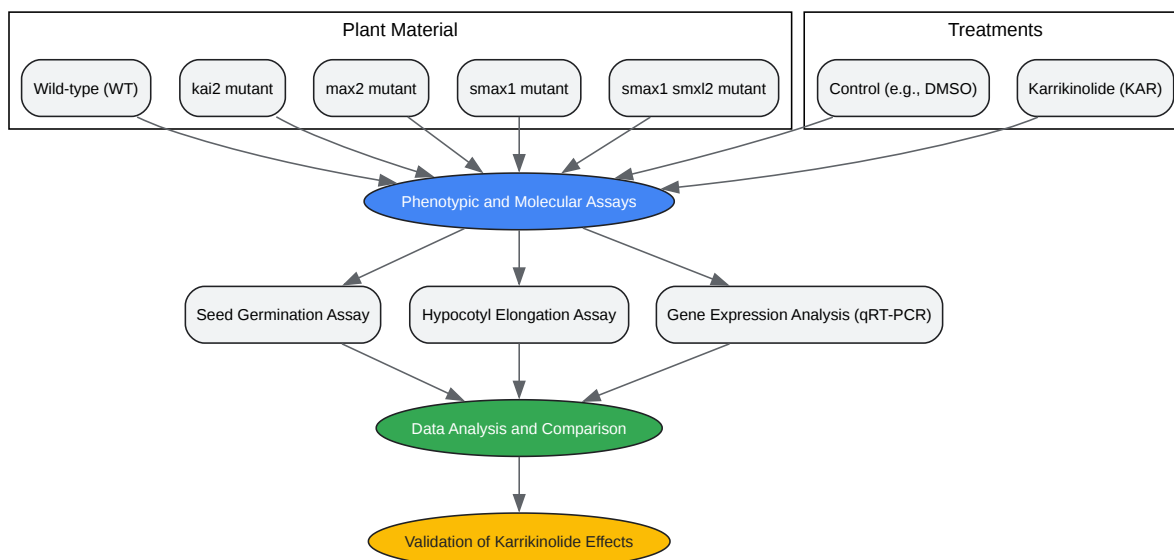 Plant Material
Treatments
Wild-type (WT)
kai2 mutant
max2 mutant
smax1 mutant
smax1 smxl2 mutant
Control (e.g., DMSO)
Karrikinolide (KAR)
Phenotypic and Molecular Assays
Seed Germination Assay
Hypocotyl Elongation Assay
Gene Expression Analysis (qRT-PCR)
Data Analysis and Comparison
Validation of Karrikinolide Effects